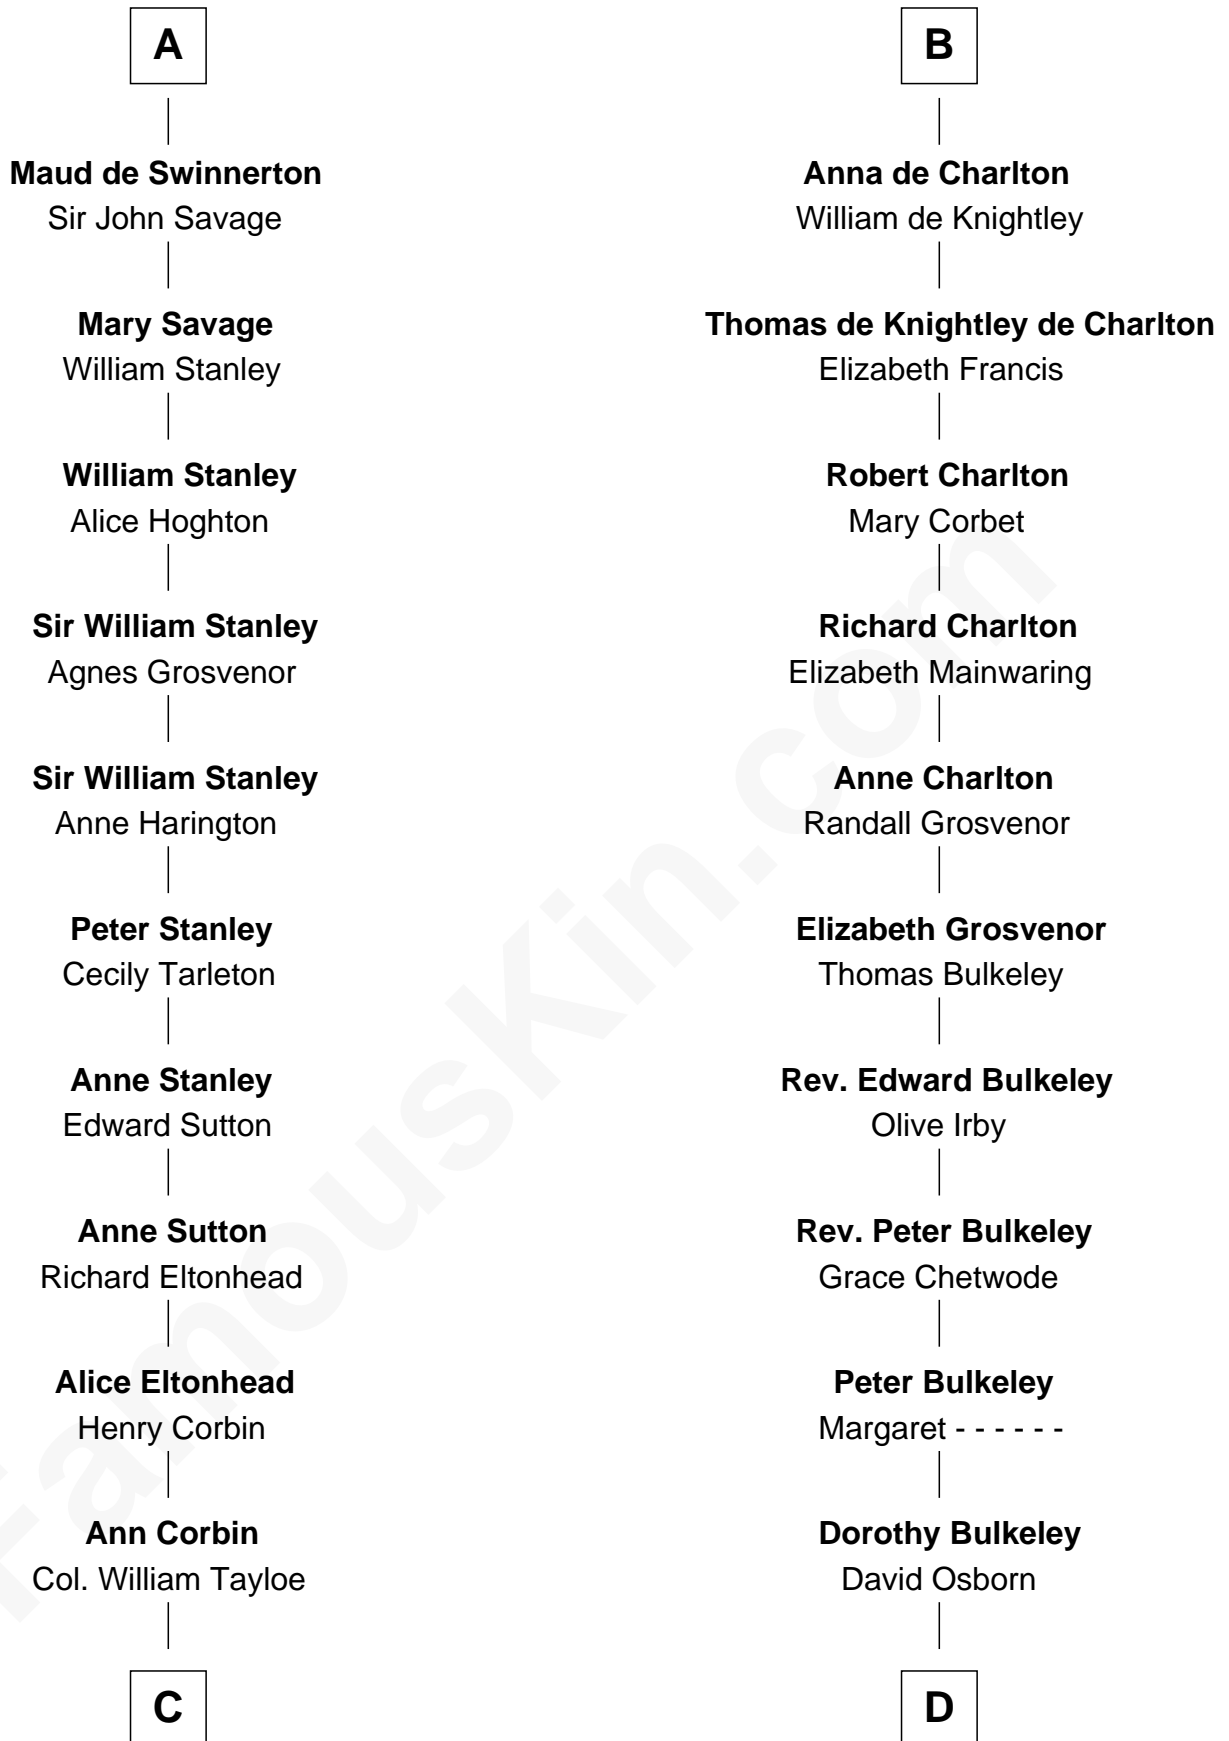 A
Maud de Swinnerton
Sir John Savage
Mary Savage
William Stanley
William Stanley
Alice Hoghton
Sir William Stanley
Agnes Grosvenor
Sir William Stanley
Anne Harington
Peter Stanley
Cecily Tarleton
Anne Stanley
Edward Sutton
Anne Sutton
Richard Eltonhead
Alice Eltonhead
Henry Corbin
Ann Corbin
Col. William Tayloe
C
B
Anna de Charlton
William de Knightley
Thomas de Knightley de Charlton
Elizabeth Francis
Robert Charlton
Mary Corbet
Richard Charlton
Elizabeth Mainwaring
Anne Charlton
Randall Grosvenor
Elizabeth Grosvenor
Thomas Bulkeley
Rev. Edward Bulkeley
Olive Irby
Rev. Peter Bulkeley
Grace Chetwode
Peter Bulkeley
Margaret - - - - - -
Dorothy Bulkeley
David Osborn
D
FamousKin.com